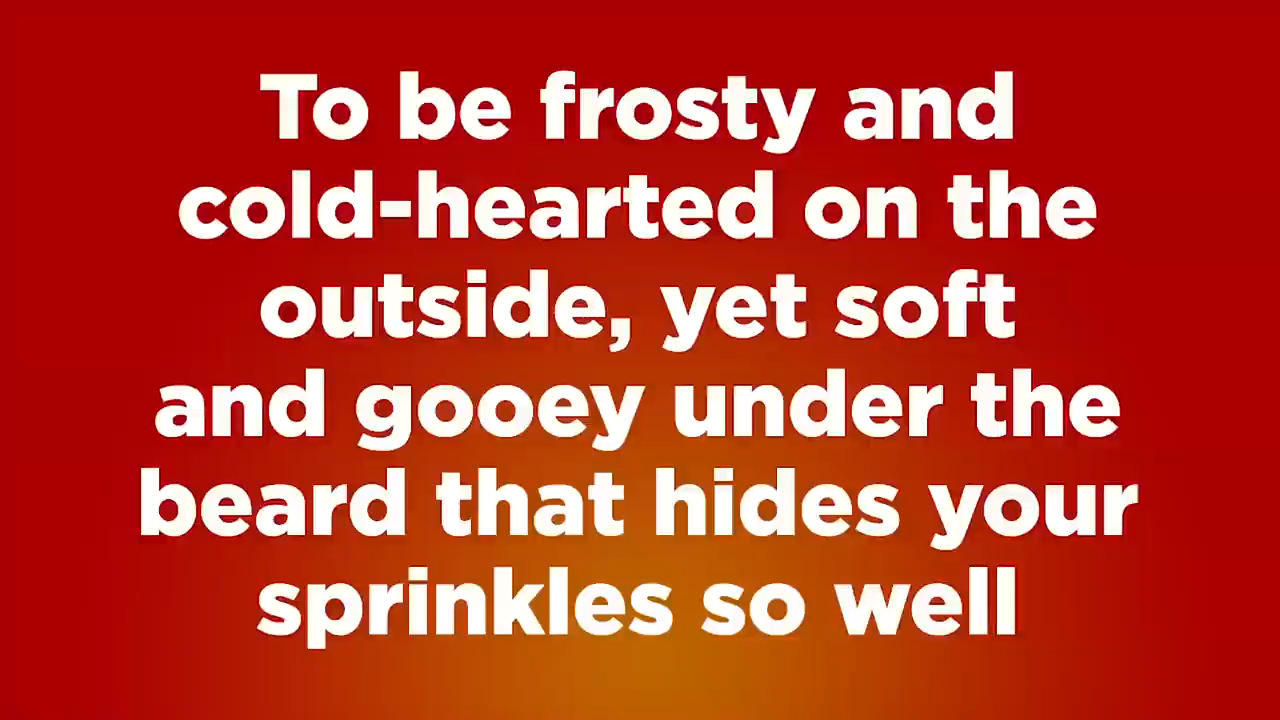 To be frosty and
cold-hearted on the
outside, yet soft
and gooey under the
beard that hides your
sprinkles so well